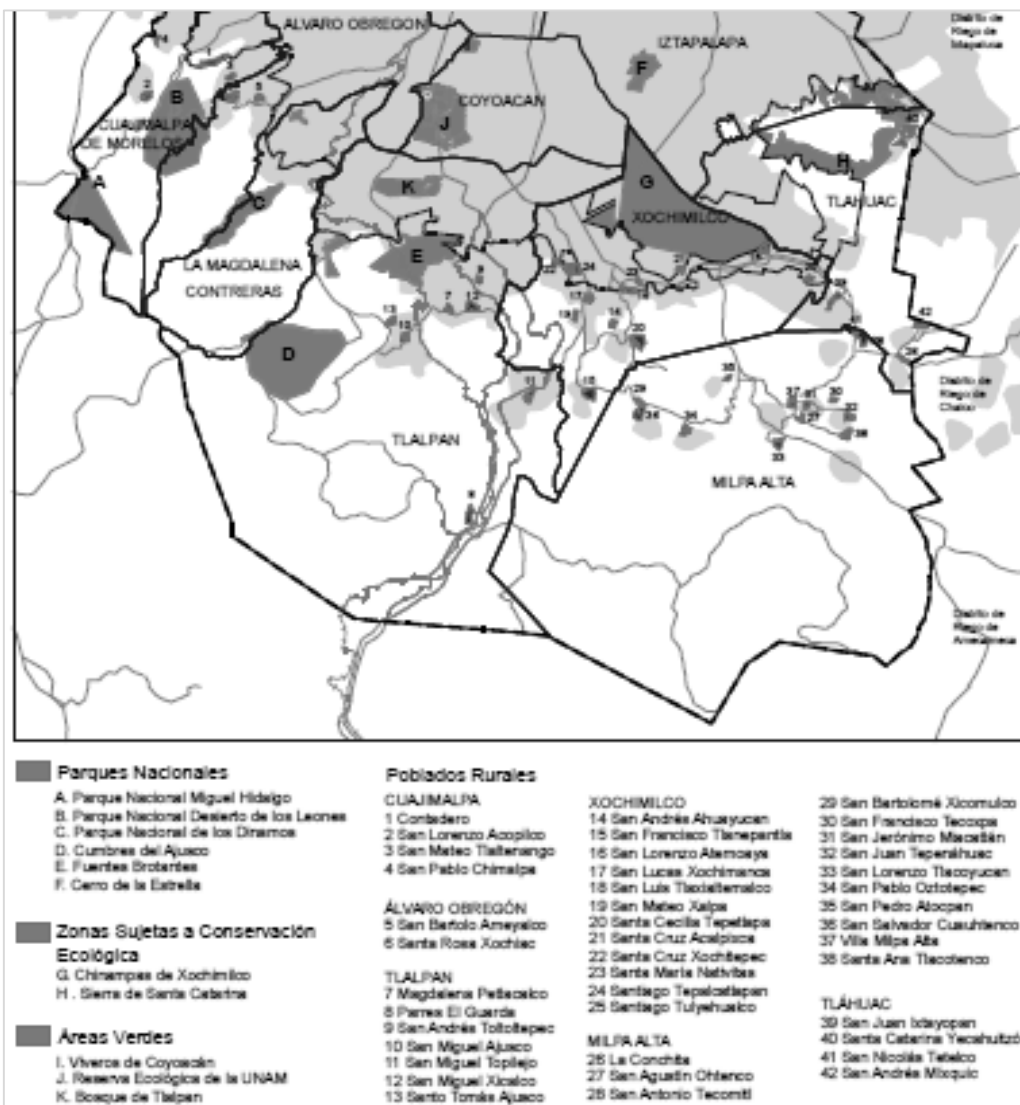 ALVARO OBREGON
IZTAPALAPA
Distrito de
Riego de
COYOACAN
CUAJIMALPA
DE MORELOS
TLAHUAC
XOCHIMILCO
LA MAGDALENA
CONTRERAS
Distrito de
Riego de
Chalco
TLALPAN
MILPA ALTA
Distrito de
Riego de
Amecameca
A
B
C
D
E
F
G
H
J
K
Parques Nacionales
A. Parque Nacional Miguel Hidalgo
B. Parque Nacional Desierto de los Leones
C. Parque Nacional de los Dinamos
D. Cumbres del Ajusco
E. Fuentes Brotantes
F. Cerro de la Estrella
Zonas Sujetas a Conservación
Ecológica
G. Chinampas de Xochimilco
H. Sierra de Santa Catarina
Áreas Verdes
I. Viveros de Coyoacán
J. Reserva Ecológica de la UNAM
K. Bosque de Tlalpan
Poblados Rurales
CUAJIMALPA
1 Contadero
2 San Lorenzo Acopilco
3 San Mateo Tlaltenango
4 San Pablo Chimalpa
ÁLVARO OBREGÓN
5 San Bartolo Ameyalco
6 Santa Rosa Xochiac
TLALPAN
7 Magdalena Petlacalco
8 Parres El Guarda
9 San Andrés Totoltepec
10 San Miguel Ajusco
11 San Miguel Topilejo
12 San Miguel Xicalco
13 Santo Tomás Ajusco
XOCHIMILCO
14 San Andrés Ahuayucan
15 San Francisco Tlanepantla
16 San Lorenzo Atemoaya
17 San Lucas Xochimanca
18 San Luis Tlaxialtemalco
19 San Mateo Xalpa
20 Santa Cecilia Tepetlapa
21 Santa Cruz Acalpixca
22 Santa Cruz Xochitepec
23 Santa María Nativitas
24 Santiago Tepalcatlapan
25 Santiago Tulyehualco
MILPA ALTA
26 La Conchita
27 San Agustin Ohtenco
28 San Antonio Tecomitl
29 San Bartolomé Xicomulco
30 San Francisco Tecoxpa
31 San Jerónimo Miacatlán
32 San Juan Tepenáhuac
33 San Lorenzo Tlacoyucan
34 San Pablo Oztotepec
35 San Pedro Atocpan
36 San Salvador Cuauhtenco
37 Villa Milpa Alta
38 Santa Ana Tlacotenco
TLÁHUAC
39 San Juan Ixtayopan
40 Santa Catarina Yecahuitzó
41 San Nicolás Tetelco
42 San Andrés Mixquic